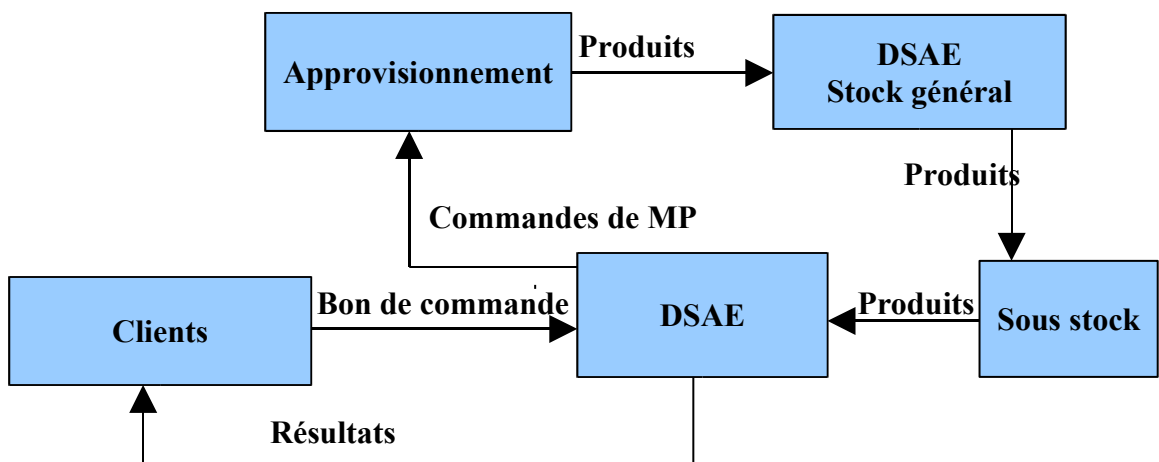 Produits
Approvisionnement
DSAE
Stock général
Produits
Commandes de MP
Bon de commande
DSAE
Produits
Sous stock
Clients
Résultats